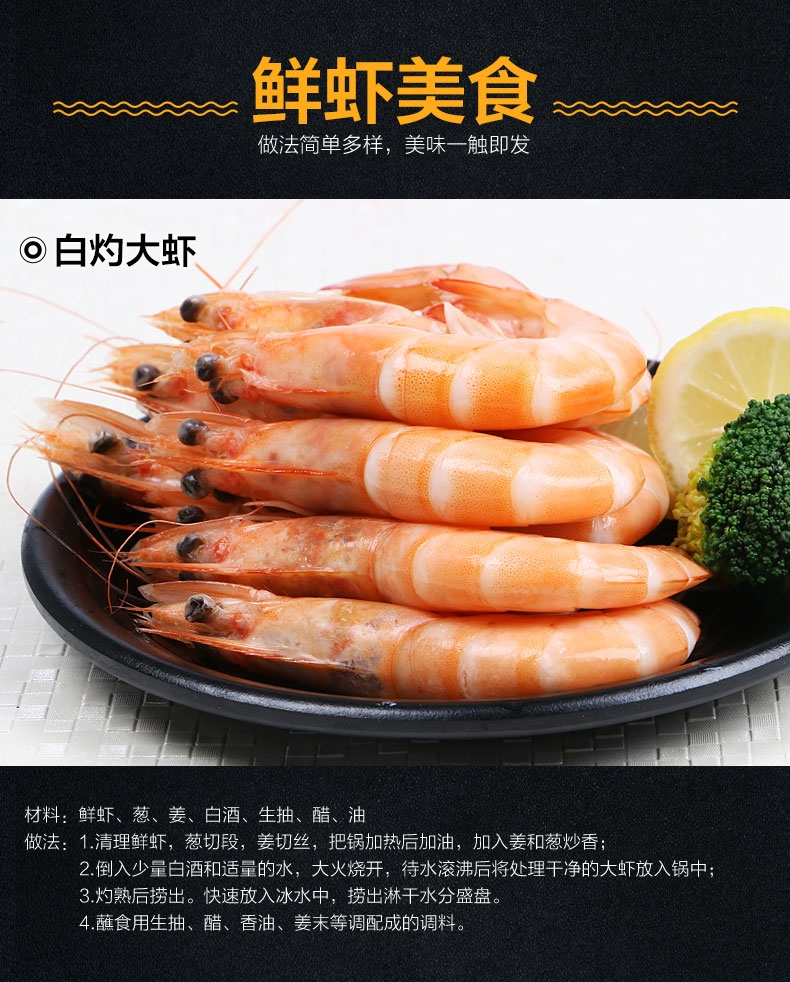 鲜虾美食
做法简单多样，美味一触即发
白灼大虾
材料：鲜虾、葱、姜、白酒、生抽、醋、油
做法：1.清理鲜虾，葱切段，姜切丝，把锅加热后加油，加入姜和葱炒香；
2.倒入少量白酒和适量的水，大火烧开，待水滚沸后将处理干净的大虾放入锅中；
3.灼熟后捞出。快速放入冰水中，捞出淋干水分盛盘。
4.蘸食用生抽、醋、香油、姜末等调配成的调料。